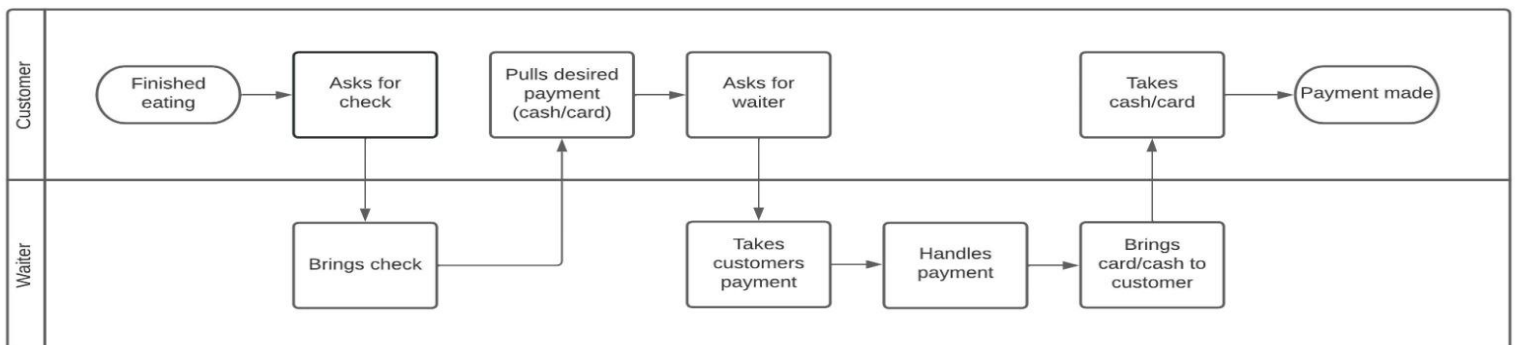 Customer
Finished
eating
Asks for
check
Pulls desired
payment
(cash/card)
Asks for
waiter
Takes
cash/card
Payment made
Waiter
Brings check
Takes
customers
payment
Handles
payment
Brings
card/cash to
customer